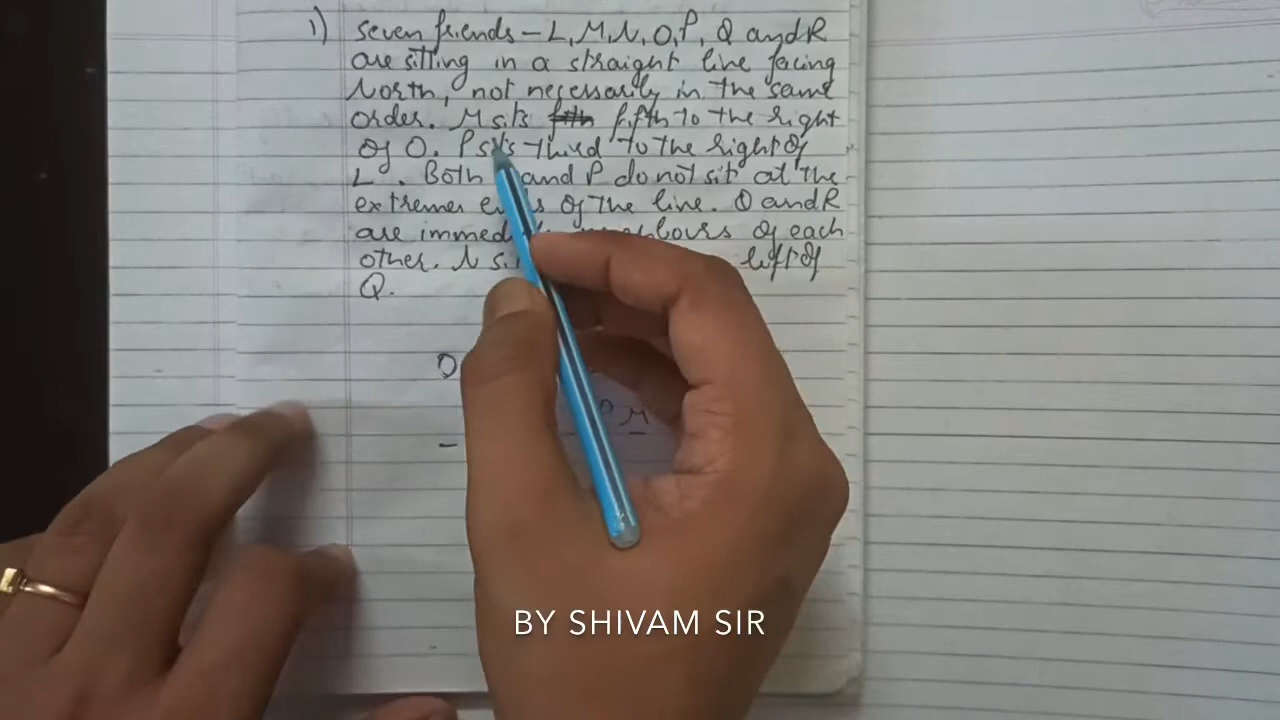 1) Seven friends - L, M, N, O, P, Q and R
are sitting in a straight line facing
North, not necessarily in the same
order. M sits fifth to the right
of O. P sits third to the right of
L. Both and P do not sit at the
extreme of the line. Q and R
are of each
other. N left of
Q.
O
P M
-
BY SHIVAM SIR